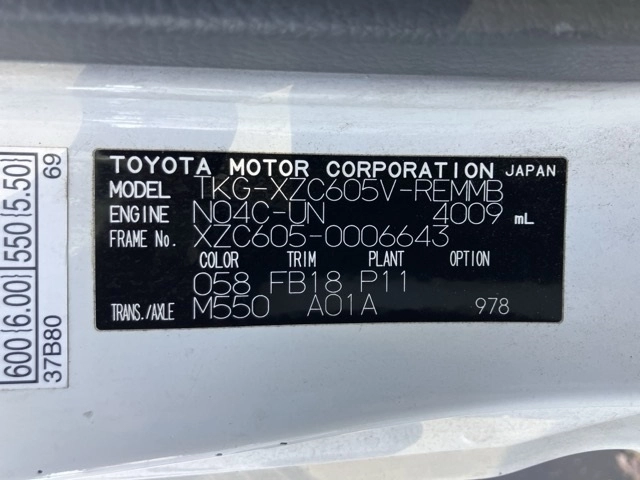 TOYOTA MOTOR CORPORATION JAPAN
MODEL TKG-XZC605V-REMMB
ENGINE N04C-UN 4009 mL
FRAME No. XZC605-0006643
COLOR TRIM PLANT OPTION
058 FB18 P11
TRANS./AXLE M550 A01A 978
600(6.00) 550(5.50)
37B80 69